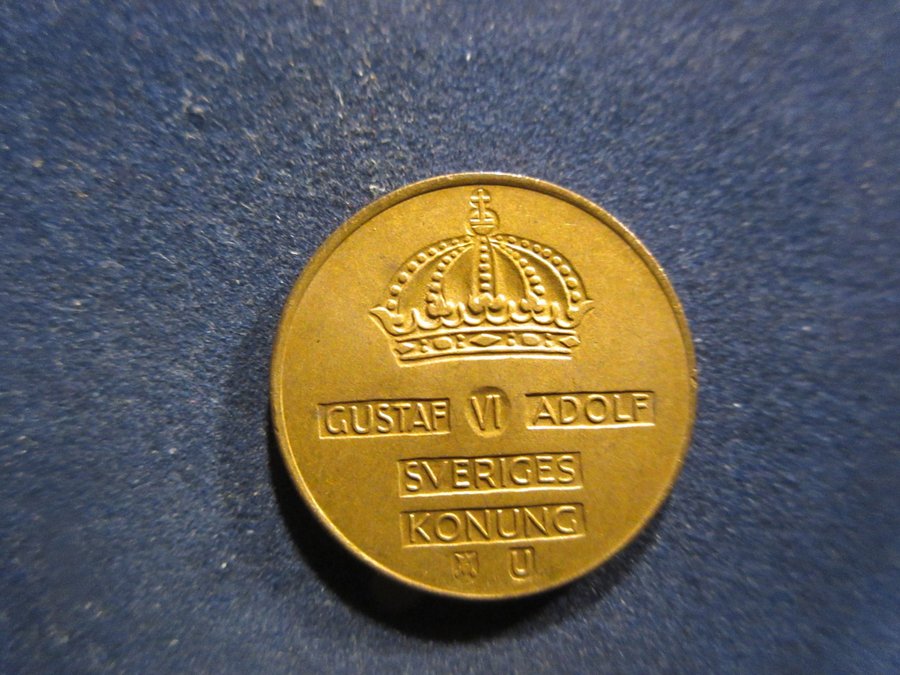 GUSTAF VI ADOLF
SVERIGES
KONUNG
U